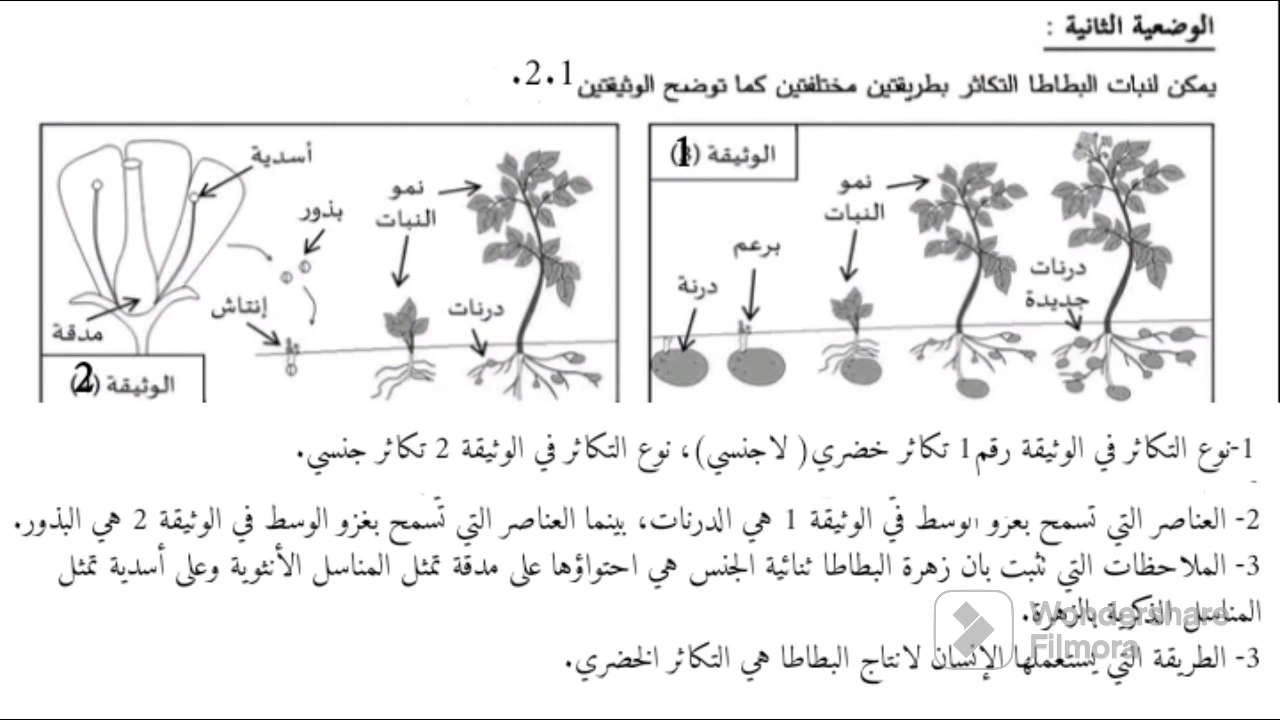 الوضعية الثانية :
يمكن لنبات البطاطا التكاثر بطريقتين مختلفتين كما توضح الوثيقتين 2.1.
الوثيقة (1)
نمو النبات
برعم
درنة
درنات جديدة
أسدية
بذور
نمو النبات
إنتاش
درنات
مدقة
الوثيقة (2)
1-نوع التكاثر في الوثيقة رقم1 تكاثر خضري( لاجنسي)، نوع التكاثر في الوثيقة 2 تكاثر جنسي.
2- العناصر التي تسمح بغزو الوسط في الوثيقة 1 هي الدرنات، بينما العناصر التي تسمح بغزو الوسط في الوثيقة 2 هي البذور.
3- الملاحظات التي تثبت بان زهرة البطاطا ثنائية الجنس هي احتواؤها على مدقة تمثل المناسل الأنثوية وعلى أسدية تمثل
المناسل الذكرية بالزهرة.
3- الطريقة التي يستعملها الإنسان لانتاج البطاطا هي التكاثر الخضري.
Wondershare
Filmora